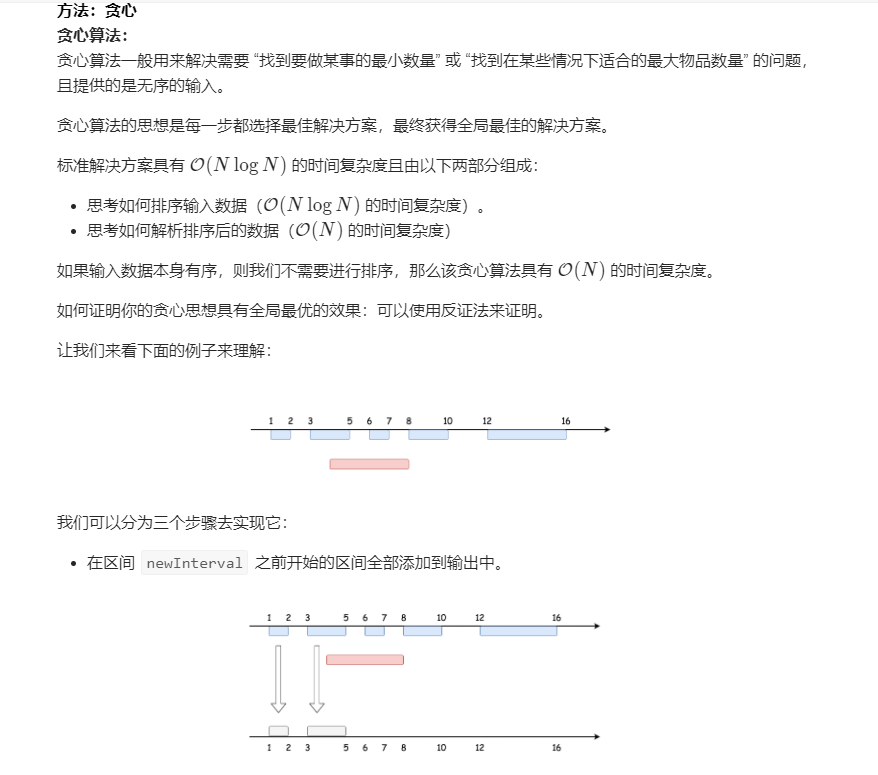 方法：贪心
贪心算法：
贪心算法一般用来解决需要 “找到要做某事的最小数量” 或 “找到在某些情况下适合的最大物品数量” 的问题，
且提供的是无序的输入。
贪心算法的思想是每一步都选择最佳解决方案，最终获得全局最佳的解决方案。
标准解决方案具有 O(N log N) 的时间复杂度且由以下两部分组成：
• 思考如何排序输入数据（O(N log N) 的时间复杂度）。
• 思考如何解析排序后的数据（O(N) 的时间复杂度）
如果输入数据本身有序，则我们不需要进行排序，那么该贪心算法具有 O(N) 的时间复杂度。
如何证明你的贪心思想具有全局最优的效果：可以使用反证法来证明。
让我们来看下面的例子来理解：
1 2 3 5 6 7 8 10 12 16
我们可以分为三个步骤去实现它：
• 在区间 newInterval 之前开始的区间全部添加到输出中。
1 2 3 5 6 7 8 10 12 16
1 2 3 5 6 7 8 10 12 16